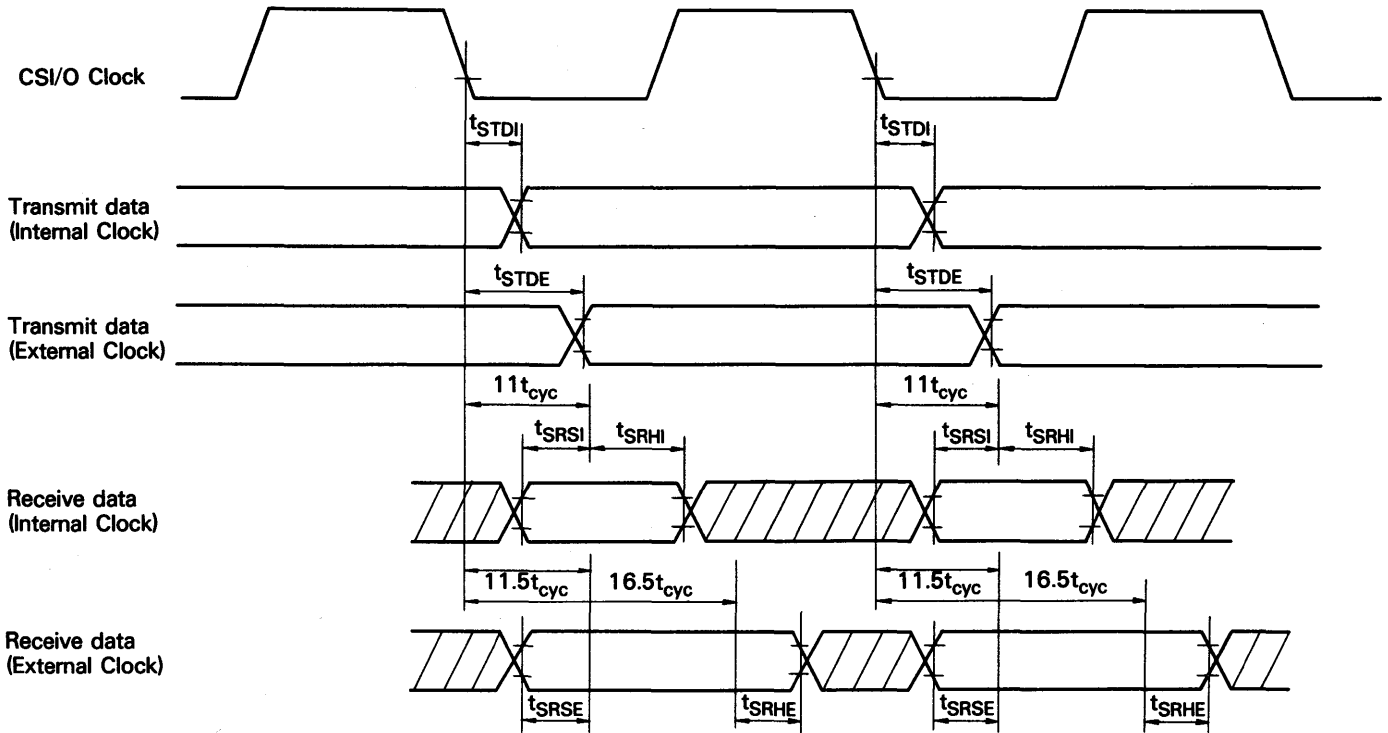 CSI/O Clock
tSTDI
tSTDI
Transmit data
(Internal Clock)
tSTDE
tSTDE
Transmit data
(External Clock)
11tcyc
11tcyc
tSRSI
tSRHI
tSRSI
tSRHI
Receive data
(Internal Clock)
11.5tcyc
16.5tcyc
11.5tcyc
16.5tcyc
Receive data
(External Clock)
tSRSE
tSRHE
tSRSE
tSRHE